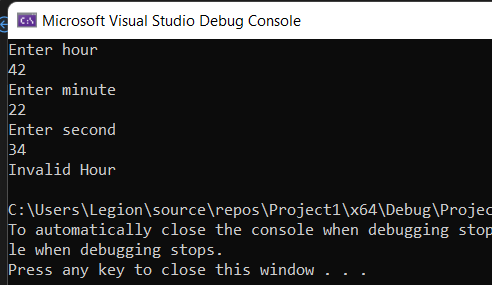 Microsoft Visual Studio Debug Console
Enter hour
42
Enter minute
22
Enter second
34
Invalid Hour
C:\Users\Legion\source\repos\Project1\x64\Debug\Projec
To automatically close the console when debugging stop
le when debugging stops.
Press any key to close this window . . .